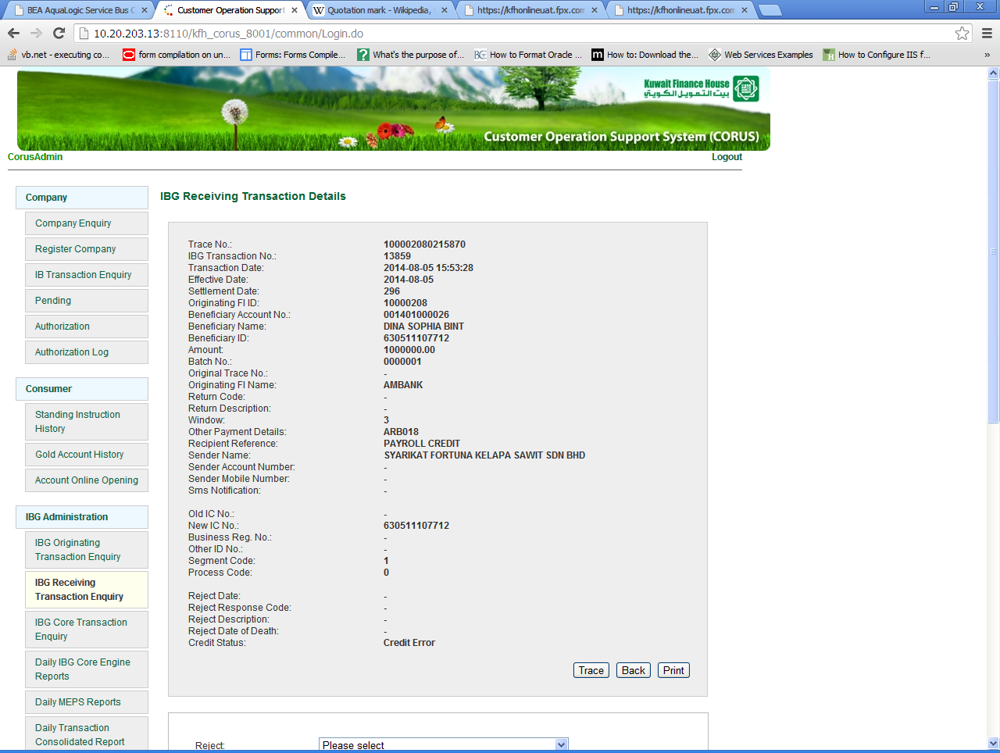 BEA AquaLogic Service Bus C
Customer Operation Support
Quotation mark - Wikipedia,
https://kfhonlineuat.fpx.com
https://kfhonlineuat.fpx.com
10.20.203.13:8110/kfh_corus_8001/common/Login.do
vb.net - executing co...
form compilation on un...
Forms: Forms Compile...
What's the purpose of...
How to Format Oracle ...
How to: Download the...
Web Services Examples
How to Configure IIS f...
»
Kuwait Finance House
بيت التمويل الكويتي
Customer Operation Support System (CORUS)
CorusAdmin
Logout
Company
Company Enquiry
Register Company
IB Transaction Enquiry
Pending
Authorization
Authorization Log
Consumer
Standing Instruction
History
Gold Account History
Account Online Opening
IBG Administration
IBG Originating
Transaction Enquiry
IBG Receiving
Transaction Enquiry
IBG Core Transaction
Enquiry
Daily IBG Core Engine
Reports
Daily MEPS Reports
Daily Transaction
Consolidated Report
IBG Receiving Transaction Details
Trace No.: 100002080215870
IBG Transaction No.: 13859
Transaction Date: 2014-08-05 15:53:28
Effective Date: 2014-08-05
Settlement Date: 296
Originating FI ID: 10000208
Beneficiary Account No.: 001401000026
Beneficiary Name: DINA SOPHIA BINT
Beneficiary ID: 630511107712
Amount: 1000000.00
Batch No.: 0000001
Original Trace No.: -
Originating FI Name: AMBANK
Return Code: -
Return Description: -
Window: 3
Other Payment Details: ARB018
Recipient Reference: PAYROLL CREDIT
Sender Name: SYARIKAT FORTUNA KELAPA SAWIT SDN BHD
Sender Account Number: -
Sender Mobile Number: -
Sms Notification: -
Old IC No.: -
New IC No.: 630511107712
Business Reg. No.: -
Other ID No.: -
Segment Code: 1
Process Code: 0
Reject Date: -
Reject Response Code: -
Reject Description: -
Reject Date of Death: -
Credit Status: Credit Error
Trace Back Print
Reject: Please select